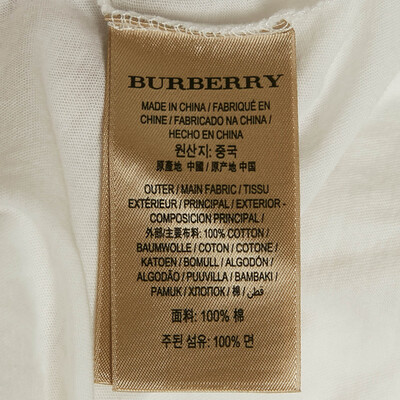 BURBERRY
MADE IN CHINA / FABRIQUÉ EN
CHINE / FABRICADO NA CHINA /
HECHO EN CHINA
원산지: 중국
原產地 中國 / 原产地 中国
OUTER / MAIN FABRIC / TISSU
EXTÉRIEUR / PRINCIPAL / EXTERIOR -
COMPOSICIÓN PRINCIPAL /
外部/主要布料: 100% COTTON /
BAUMWOLLE / COTON / COTONE /
KATOEN / BOMULL / ALGODÓN /
ALGODÃO / PUUVILLA / BAMBAKI /
PAMUK / ХЛОПОК / 棉 / قطن
面料: 100% 棉
주된 섬유: 100% 면